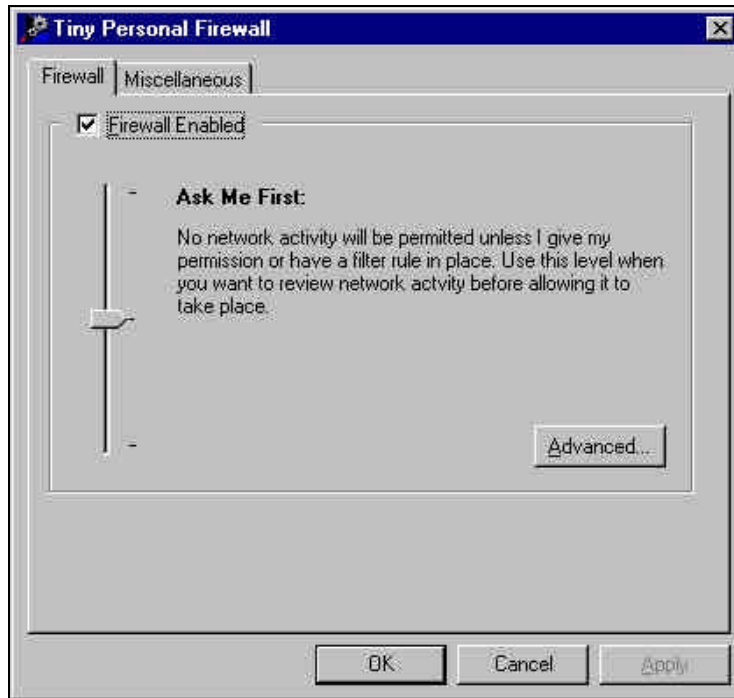 Tiny Personal Firewall
Firewall
Miscellaneous
Firewall Enabled
Ask Me First:
No network activity will be permitted unless I give my
permission or have a filter rule in place. Use this level when
you want to review network actvity before allowing it to
take place.
Advanced...
OK
Cancel
Apply